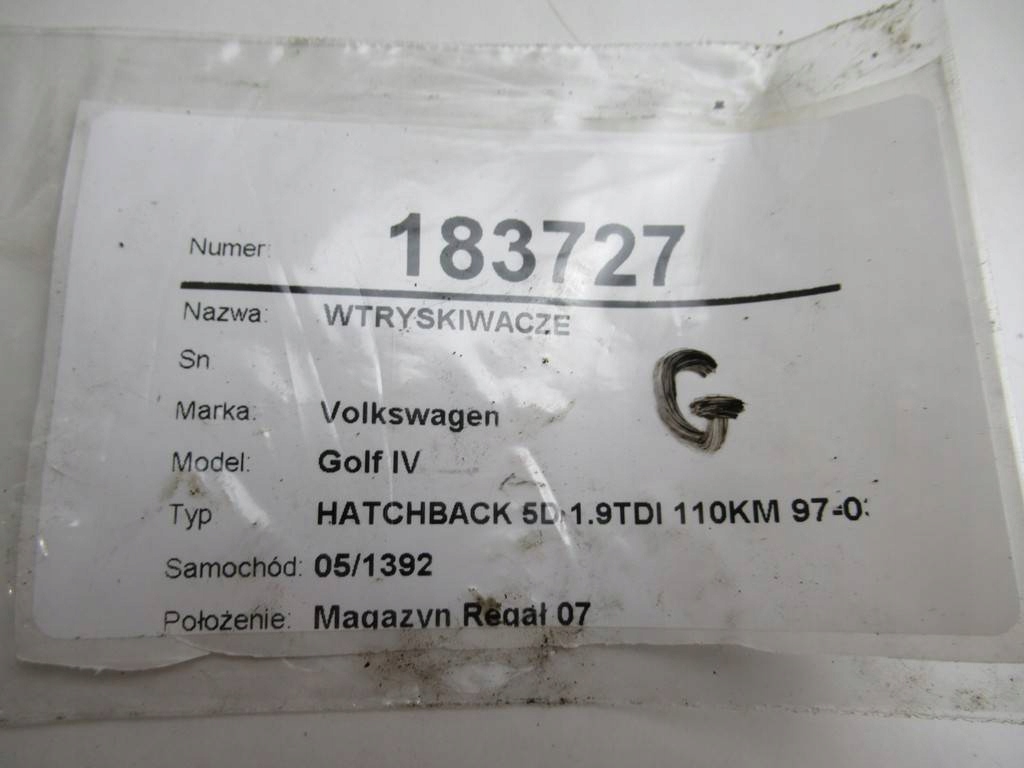 Numer: 183727
Nazwa: WTRYSKIWACZE
Sn
G
Marka: Volkswagen
Model: Golf IV
Typ HATCHBACK 5D 1.9TDI 110KM 97-03
Samochód: 05/1392
Położenie: Magazyn Regał 07